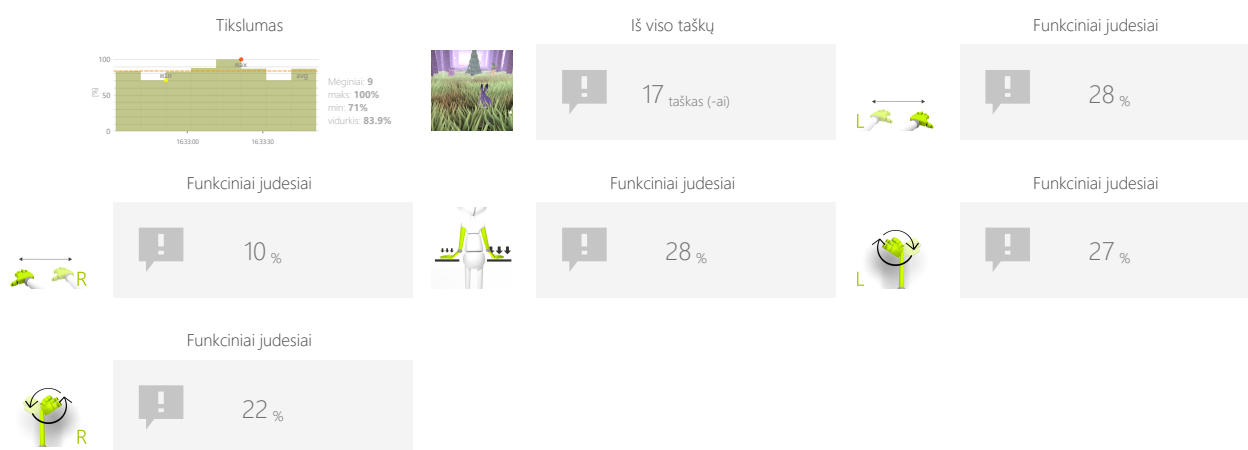 Tikslumas
100
50
0
[%]
min
max
avg
16:33:00
16:33:30
Mėginiai: 9
maks: 100%
min: 71%
vidurkis: 83.9%
Iš viso taškų
17 taškas (-ai)
Funkciniai judesiai
L
28 %
Funkciniai judesiai
R
10 %
Funkciniai judesiai
28 %
Funkciniai judesiai
L
27 %
Funkciniai judesiai
R
22 %